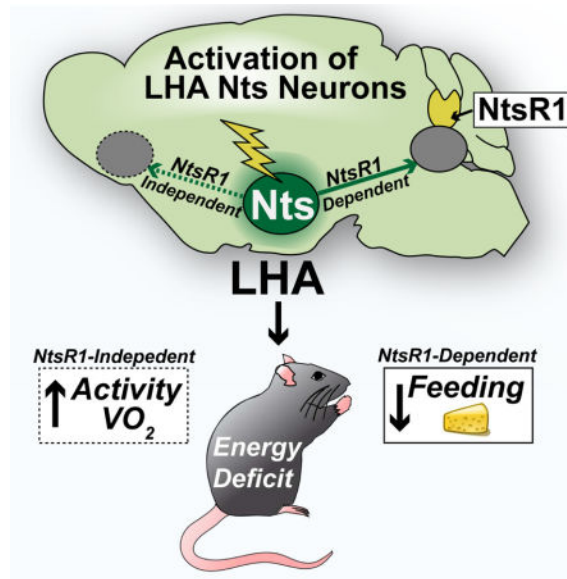 Activation of
LHA Nts Neurons
NtsR1
NtsR1
Independent
NtsR1
Dependent
Nts
LHA
NtsR1-Indepedent
↑ Activity
VO₂
NtsR1-Dependent
↓ Feeding
Energy
Deficit